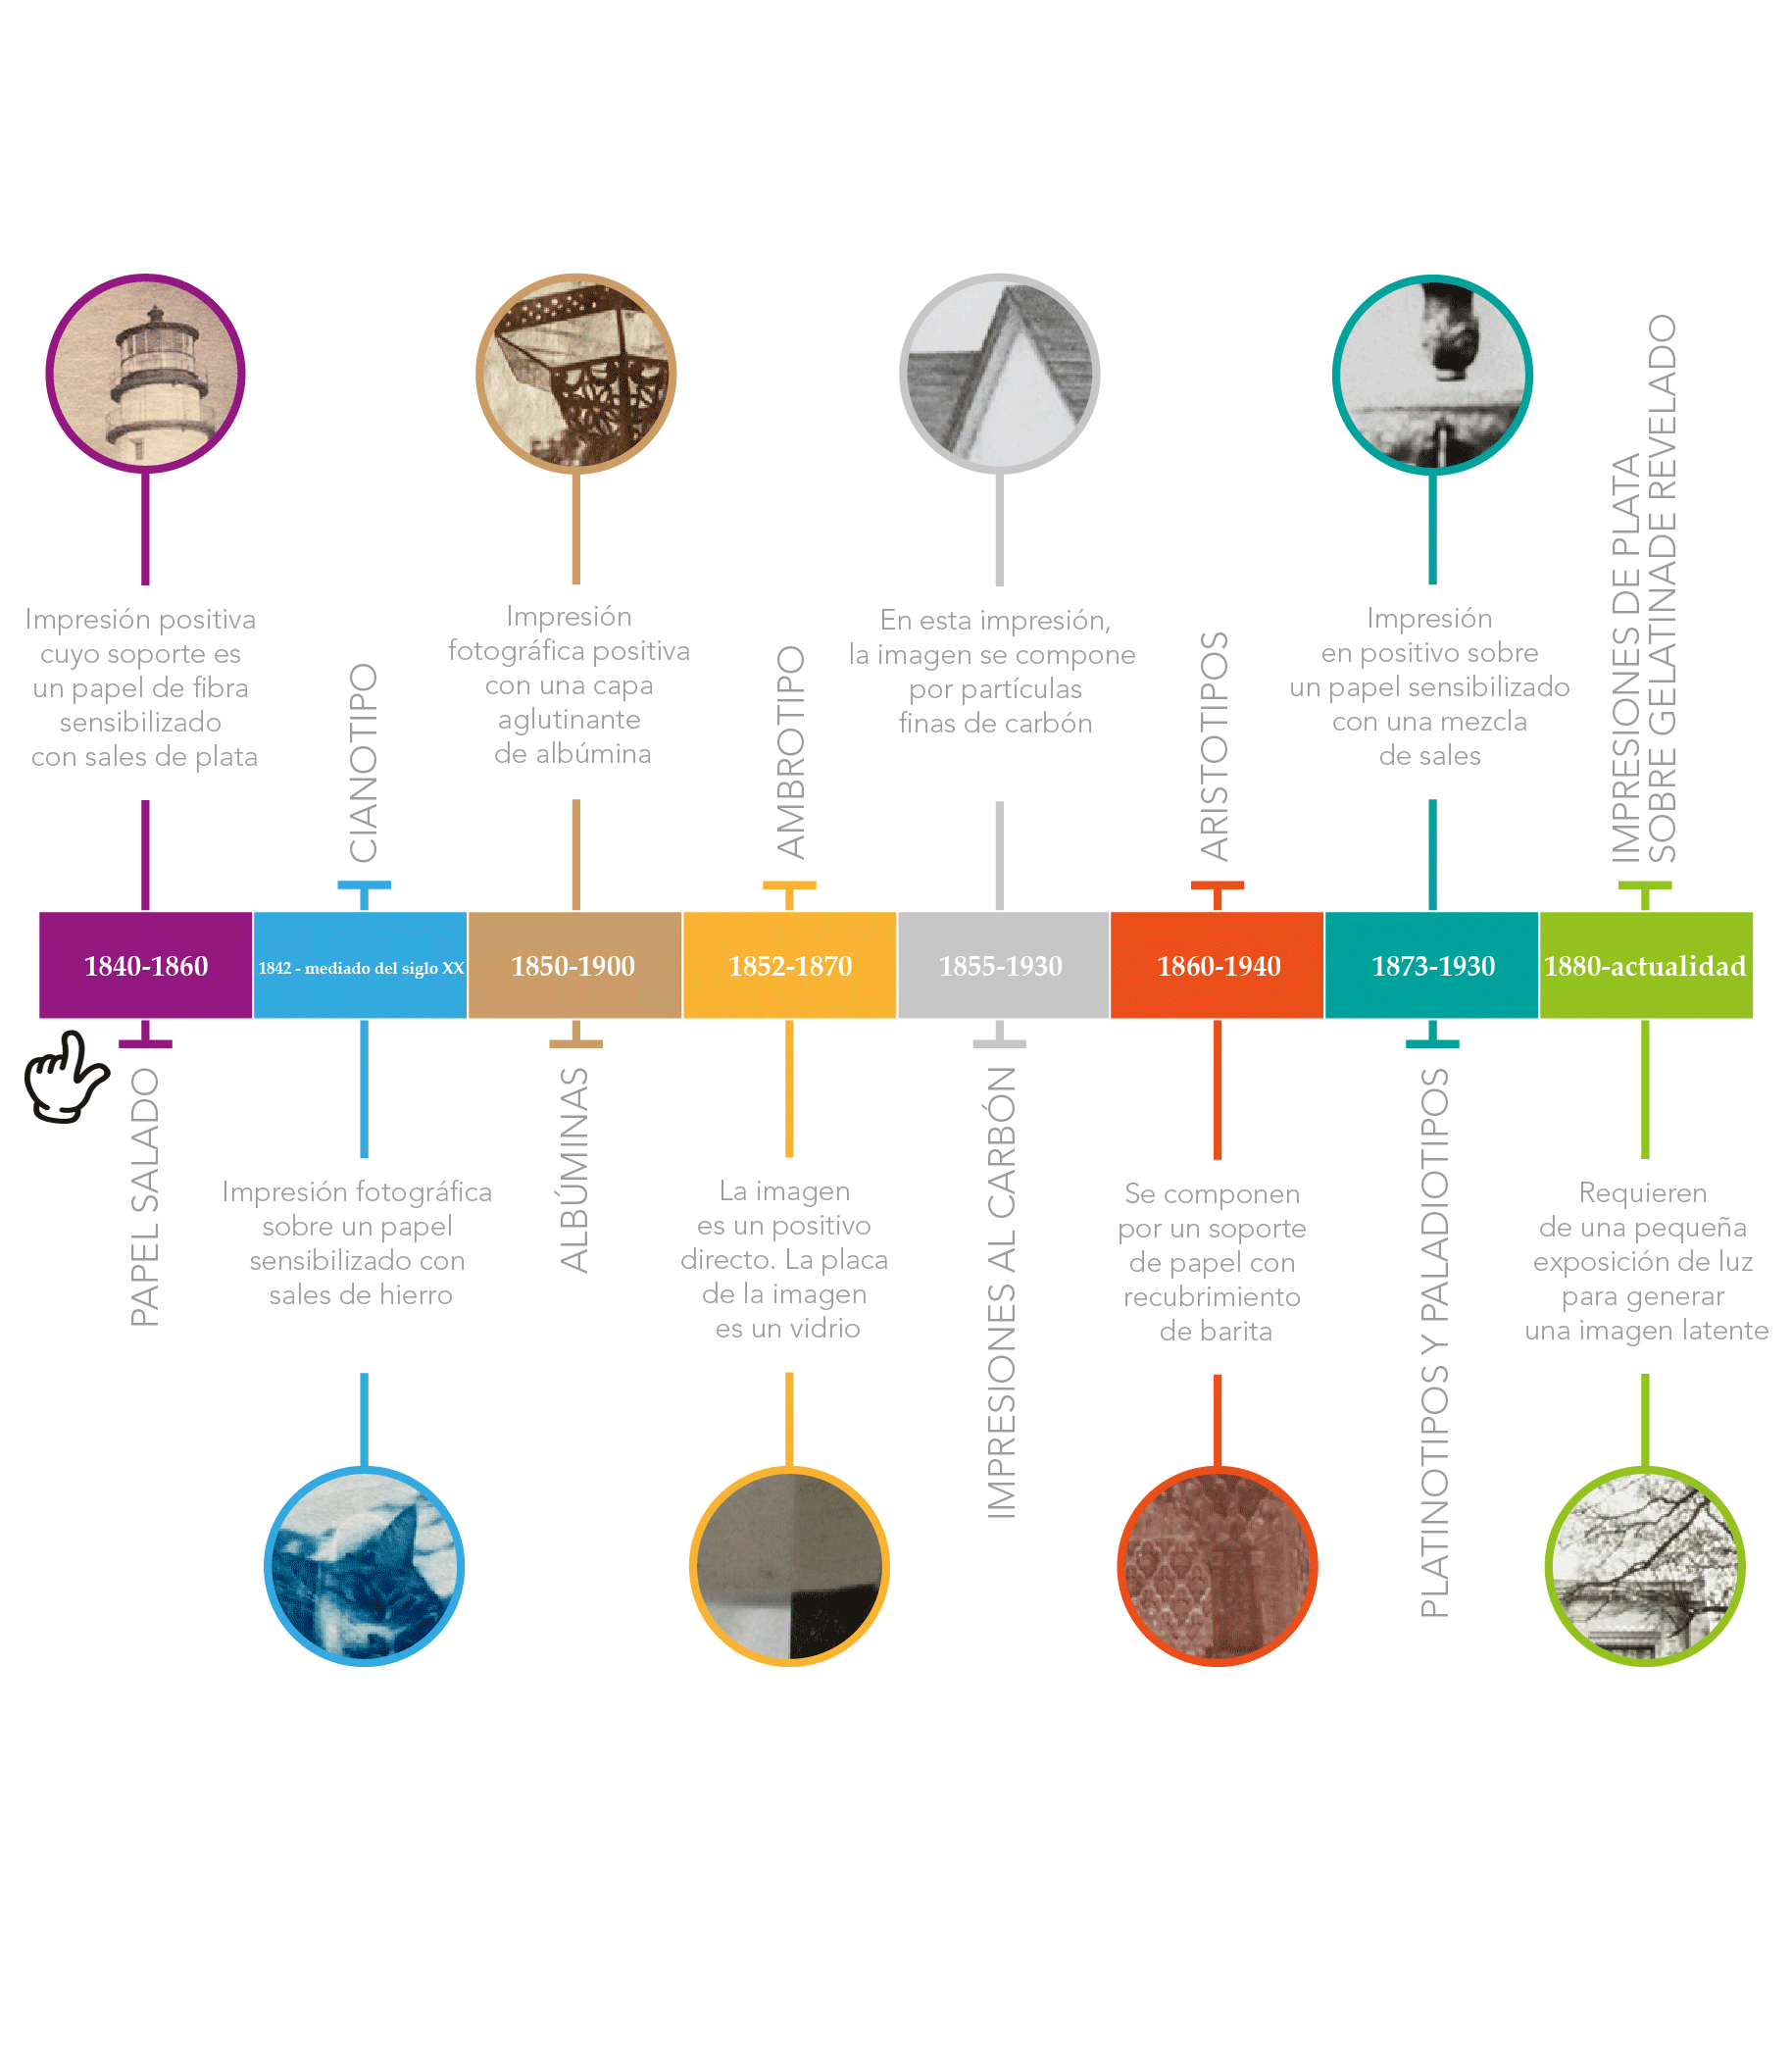 Impresión positiva
cuyo soporte es
un papel de fibra
sensibilizado
con sales de plata
1840-1860
PAPEL SALADO
CIANOTIPO
1842 - mediado del siglo XX
Impresión fotográfica
sobre un papel
sensibilizado con
sales de hierro
Impresión
fotográfica positiva
con una capa
aglutinante
de albúmina
1850-1900
ALBÚMINAS
AMBROTIPO
1852-1870
La imagen
es un positivo
directo. La placa
de la imagen
es un vidrio
En esta impresión,
la imagen se compone
por partículas
finas de carbón
1855-1930
IMPRESIONES AL CARBÓN
ARISTOTIPOS
1860-1940
Se componen
por un soporte
de papel con
recubrimiento
de barita
Impresión
en positivo sobre
un papel sensibilizado
con una mezcla
de sales
1873-1930
PLATINOTIPOS Y PALADIOTIPOS
IMPRESIONES DE PLATA
SOBRE GELATINADE REVELADO
1880-actualidad
Requieren
de una pequeña
exposición de luz
para generar
una imagen latente